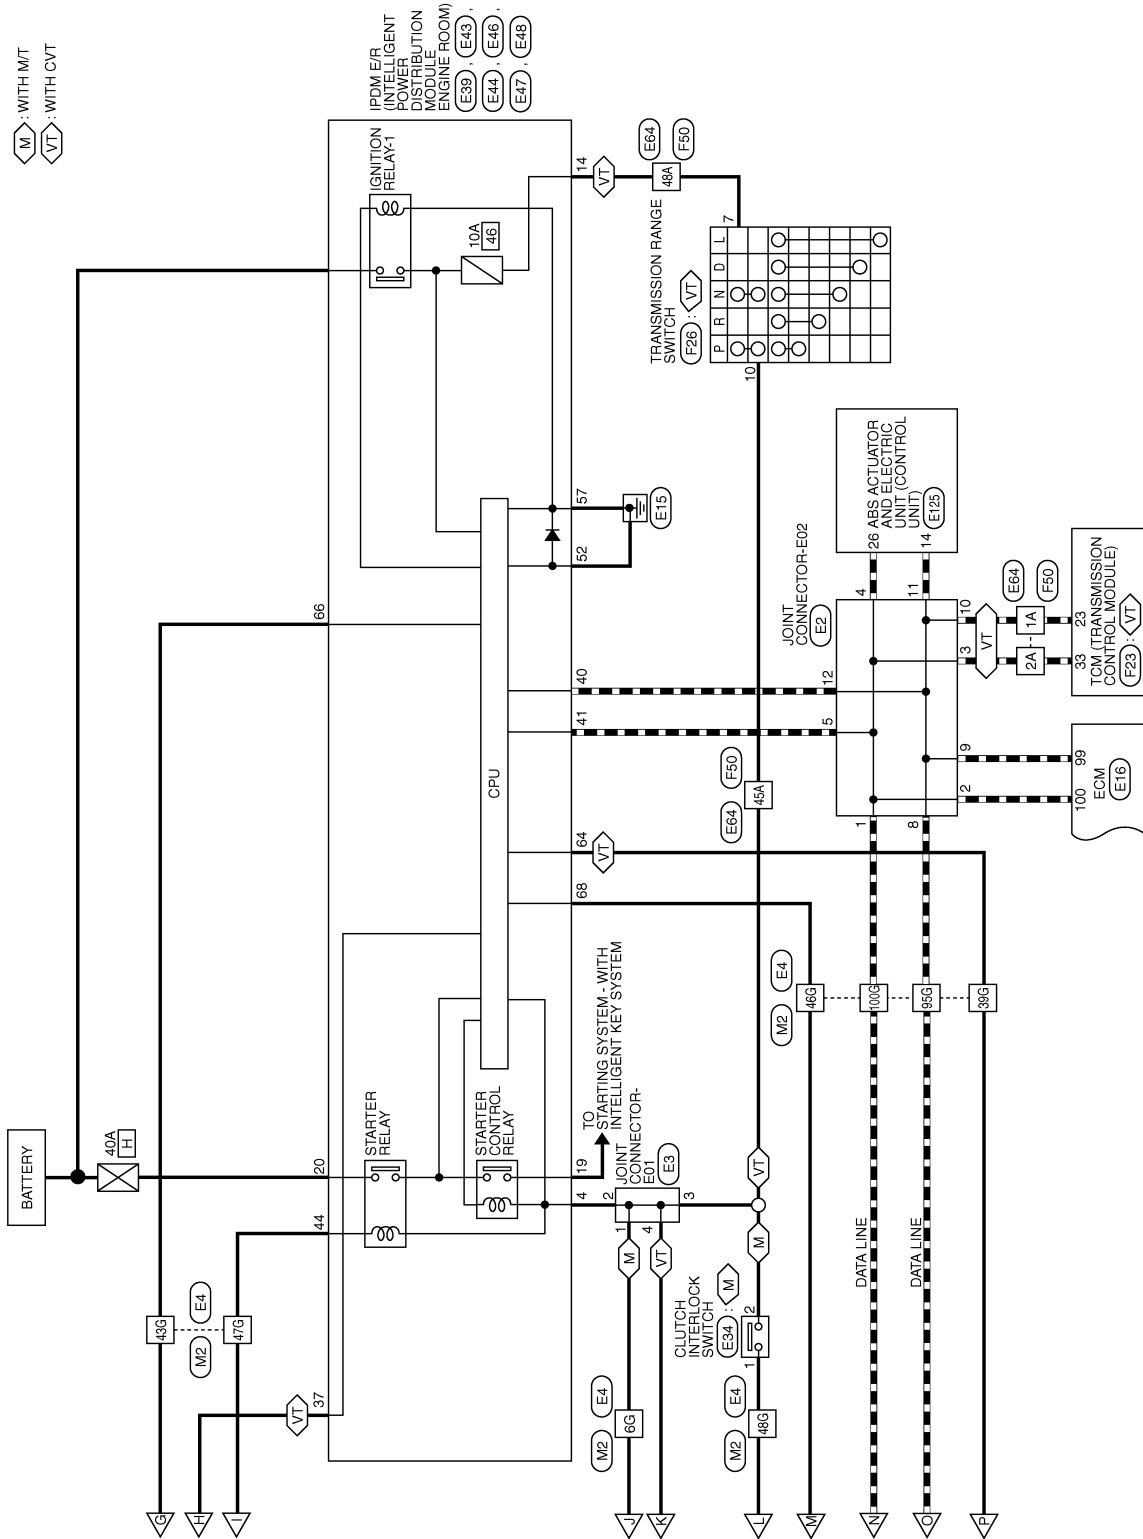 M : WITH M/T
VT : WITH CVT
BATTERY
40A
H
IPDM E/R
(INTELLIGENT
POWER
DISTRIBUTION
MODULE
ENGINE ROOM)
E39 , E43 ,
E44 , E46 ,
E47 , E48
IGNITION
RELAY-1
10A
46
STARTER
RELAY
STARTER
CONTROL
RELAY
CPU
37
44
20
66
4
19
68
64
41
40
52
57
14
VT
VT
VT
E15
48A
E64
F50
TRANSMISSION RANGE
SWITCH
F26 : VT
7
10
P
R
N
D
L
43G
47G
M2
E4
TO
STARTING SYSTEM - WITH
INTELLIGENT KEY SYSTEM
JOINT
CONNECTOR-
E01
E3
2
1
4
3
M
VT
M
VT
CLUTCH
INTERLOCK
SWITCH
E34 : M
1
2
M2
E4
6G
M2
E4
48G
E64
F50
45A
M2
E4
46G
100G
95G
39G
DATA LINE
DATA LINE
JOINT
CONNECTOR-E02
E2
1
8
5
12
4
11
2
9
3
10
26 ABS ACTUATOR
AND ELECTRIC
UNIT (CONTROL
UNIT)
14
E125
VT
2A
1A
E64
F50
33
23
TCM (TRANSMISSION
CONTROL MODULE)
F23 : VT
100
99
ECM
E16
G
H
I
J
K
L
M
N
O
P